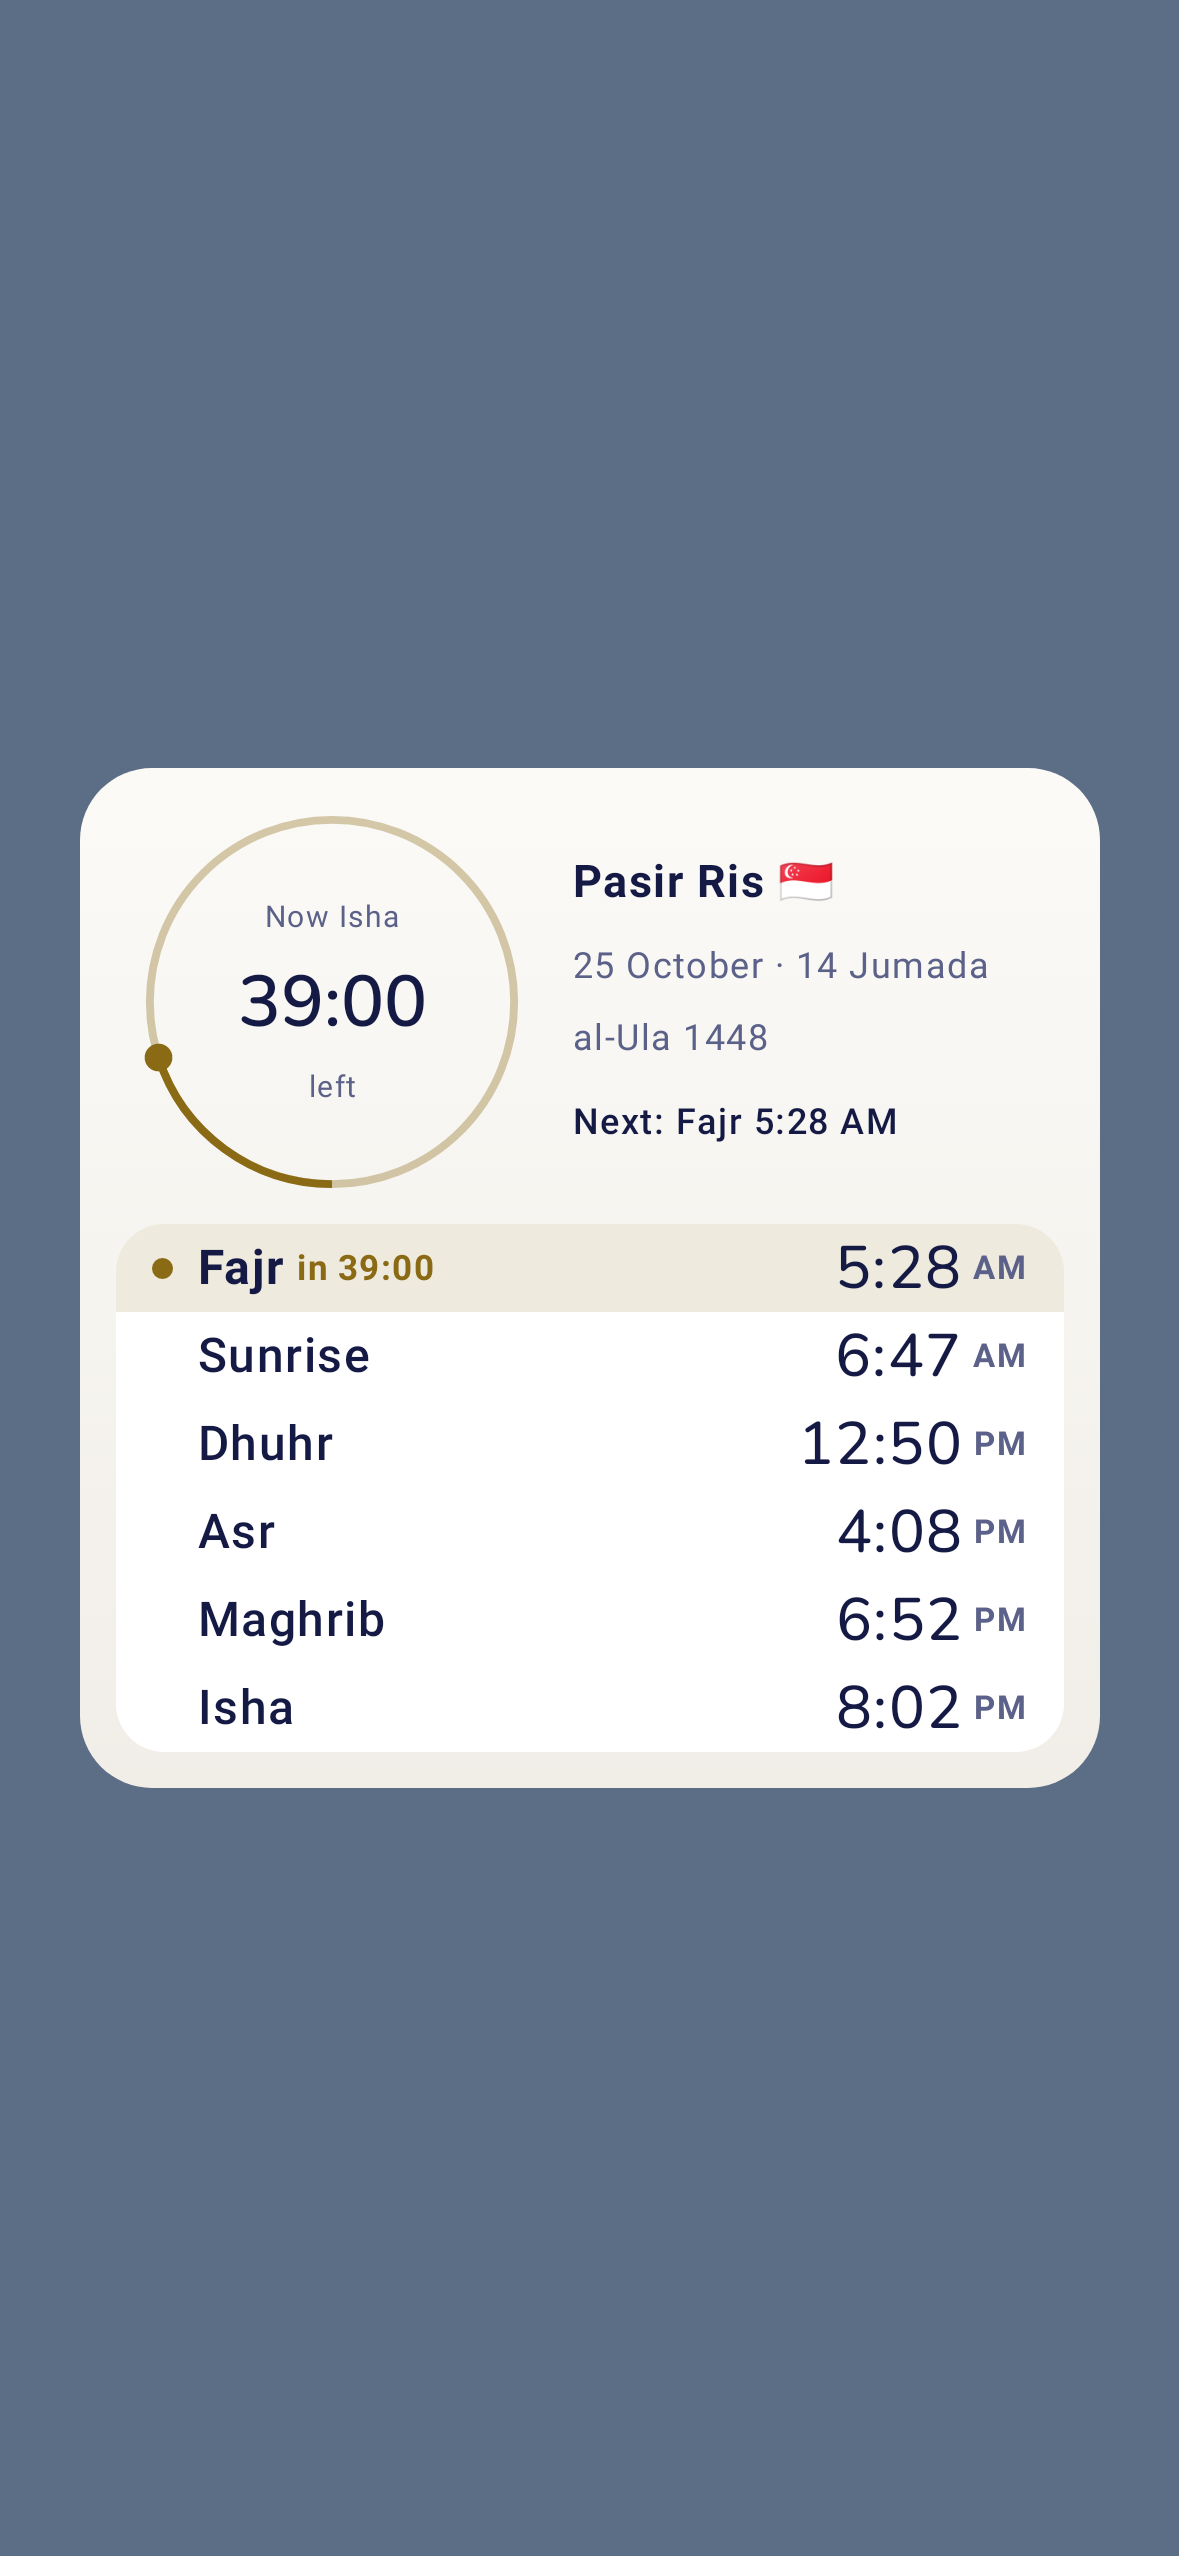 Now Isha
39:00
left
Pasir Ris 🇸🇬
25 October · 14 Jumada
al-Ula 1448
Next: Fajr 5:28 AM
Fajr in 39:00 5:28 AM
Sunrise 6:47 AM
Dhuhr 12:50 PM
Asr 4:08 PM
Maghrib 6:52 PM
Isha 8:02 PM